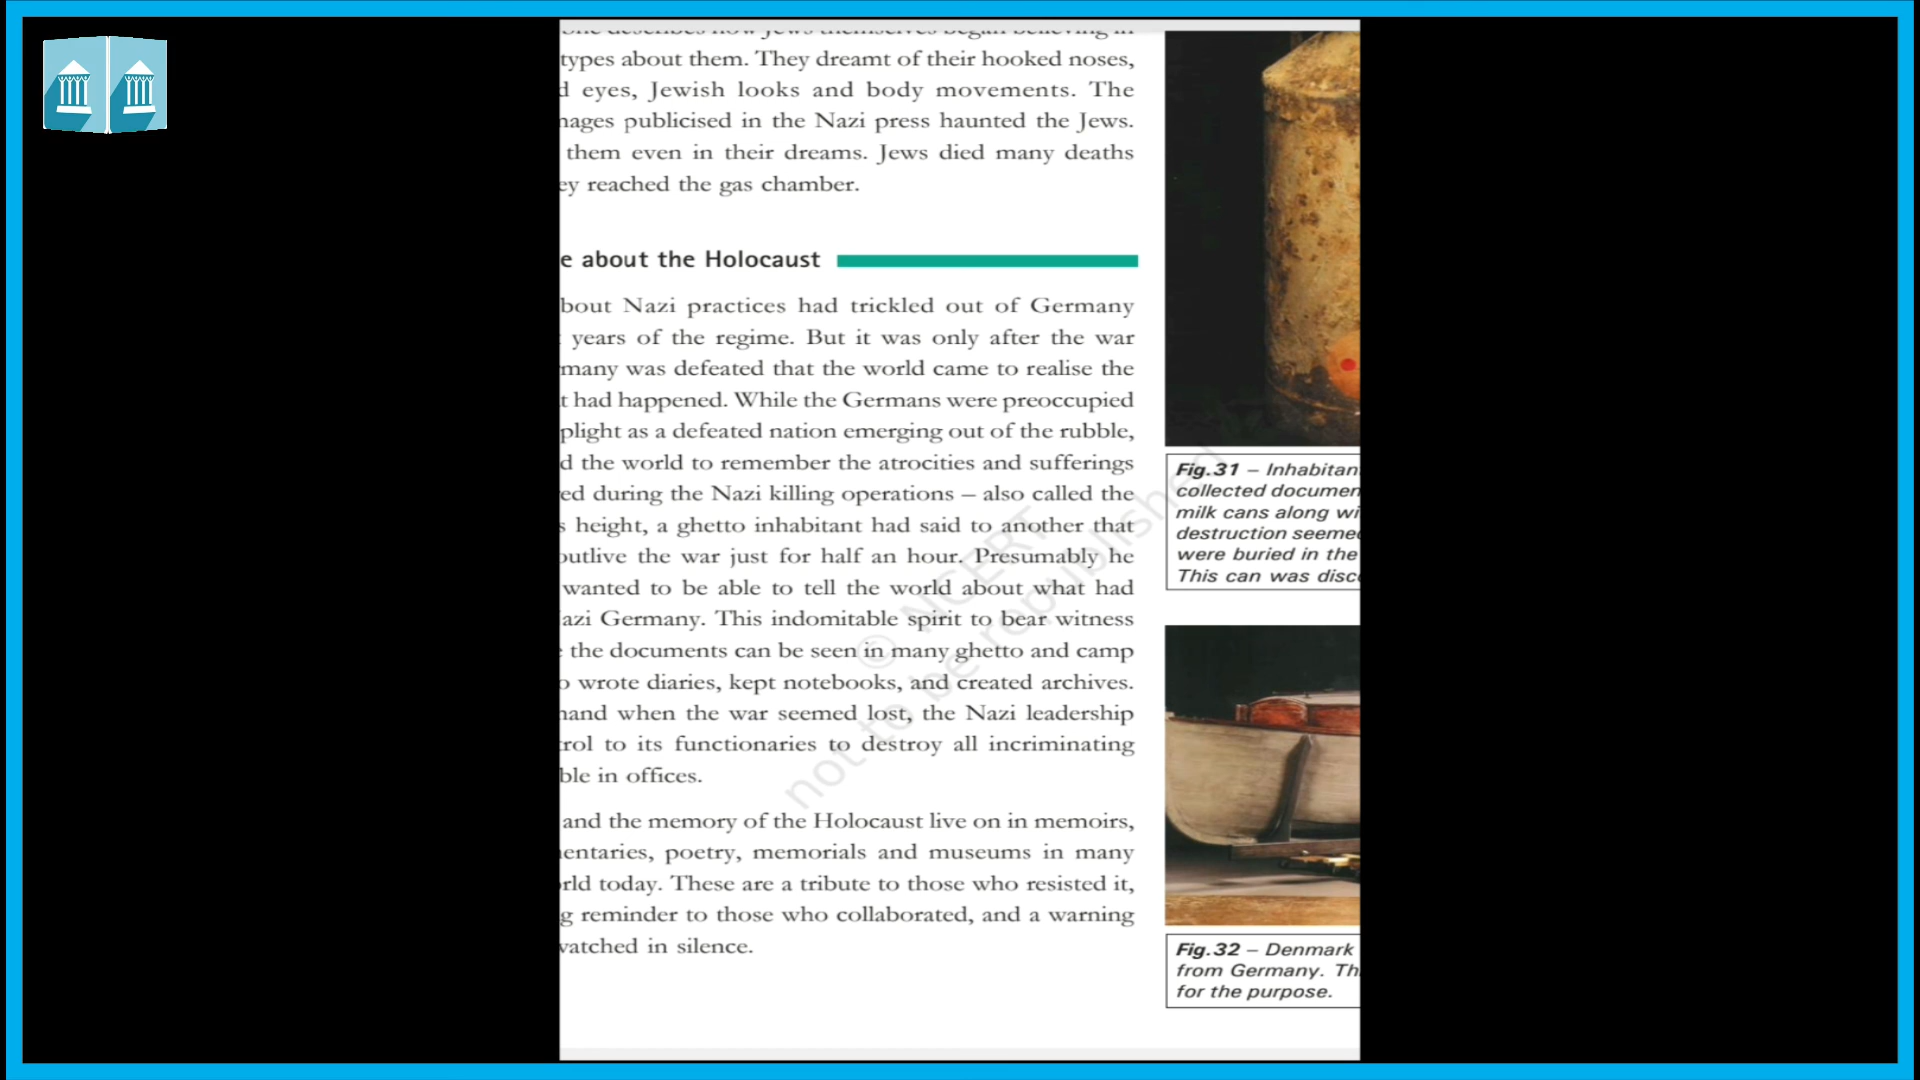 types about them. They dreamt of their hooked noses,
eyes, Jewish looks and body movements. The
publicised in the Nazi press haunted the Jews.
them even in their dreams. Jews died many deaths
reached the gas chamber.
about the Holocaust
Nazi practices had trickled out of Germany
years of the regime. But it was only after the war
many was defeated that the world came to realise the
had happened. While the Germans were preoccupied
plight as a defeated nation emerging out of the rubble,
the world to remember the atrocities and sufferings
during the Nazi killing operations – also called the
height, a ghetto inhabitant had said to another that
outlive the war just for half an hour. Presumably he
wanted to be able to tell the world about what had
Germany. This indomitable spirit to bear witness
the documents can be seen in many ghetto and camp
wrote diaries, kept notebooks, and created archives.
hand when the war seemed lost, the Nazi leadership
to its functionaries to destroy all incriminating
ble in offices.
and the memory of the Holocaust live on in memoirs,
entaries, poetry, memorials and museums in many
rld today. These are a tribute to those who resisted it,
g reminder to those who collaborated, and a warning
watched in silence.
© NCERT
not to be republished
Fig.31 – Inhabitan
collected documen
milk cans along wi
destruction seeme
were buried in the
This can was disc
Fig.32 – Denmark
from Germany. Th
for the purpose.